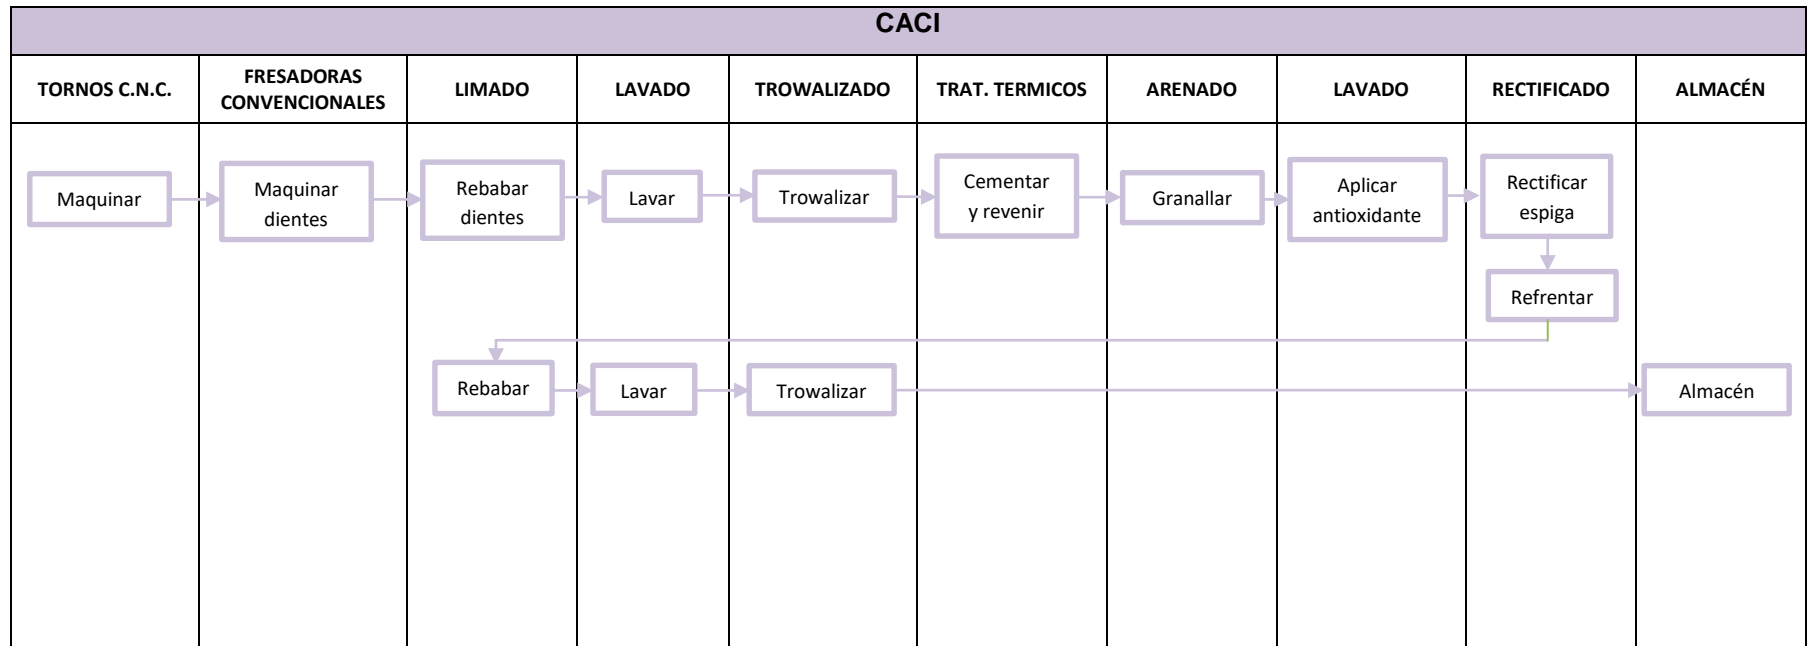 CACI
TORNOS C.N.C.
FRESADORAS
CONVENCIONALES
LIMADO
LAVADO
TROWALIZADO
TRAT. TERMICOS
ARENADO
LAVADO
RECTIFICADO
ALMACÉN
Maquinar
Maquinar
dientes
Rebabar
dientes
Lavar
Trowalizar
Cementar
y revenir
Granallar
Aplicar
antioxidante
Rectificar
espiga
Refrentar
Rebabar
Lavar
Trowalizar
Almacén